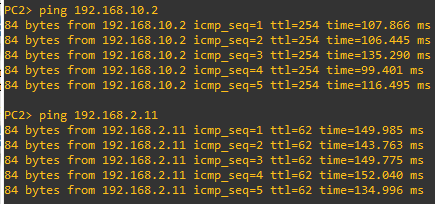 PC2> ping 192.168.10.2
84 bytes from 192.168.10.2 icmp_seq=1 ttl=254 time=107.866 ms
84 bytes from 192.168.10.2 icmp_seq=2 ttl=254 time=106.445 ms
84 bytes from 192.168.10.2 icmp_seq=3 ttl=254 time=135.290 ms
84 bytes from 192.168.10.2 icmp_seq=4 ttl=254 time=99.401 ms
84 bytes from 192.168.10.2 icmp_seq=5 ttl=254 time=116.495 ms

PC2> ping 192.168.2.11
84 bytes from 192.168.2.11 icmp_seq=1 ttl=62 time=149.985 ms
84 bytes from 192.168.2.11 icmp_seq=2 ttl=62 time=143.763 ms
84 bytes from 192.168.2.11 icmp_seq=3 ttl=62 time=149.775 ms
84 bytes from 192.168.2.11 icmp_seq=4 ttl=62 time=152.040 ms
84 bytes from 192.168.2.11 icmp_seq=5 ttl=62 time=134.996 ms